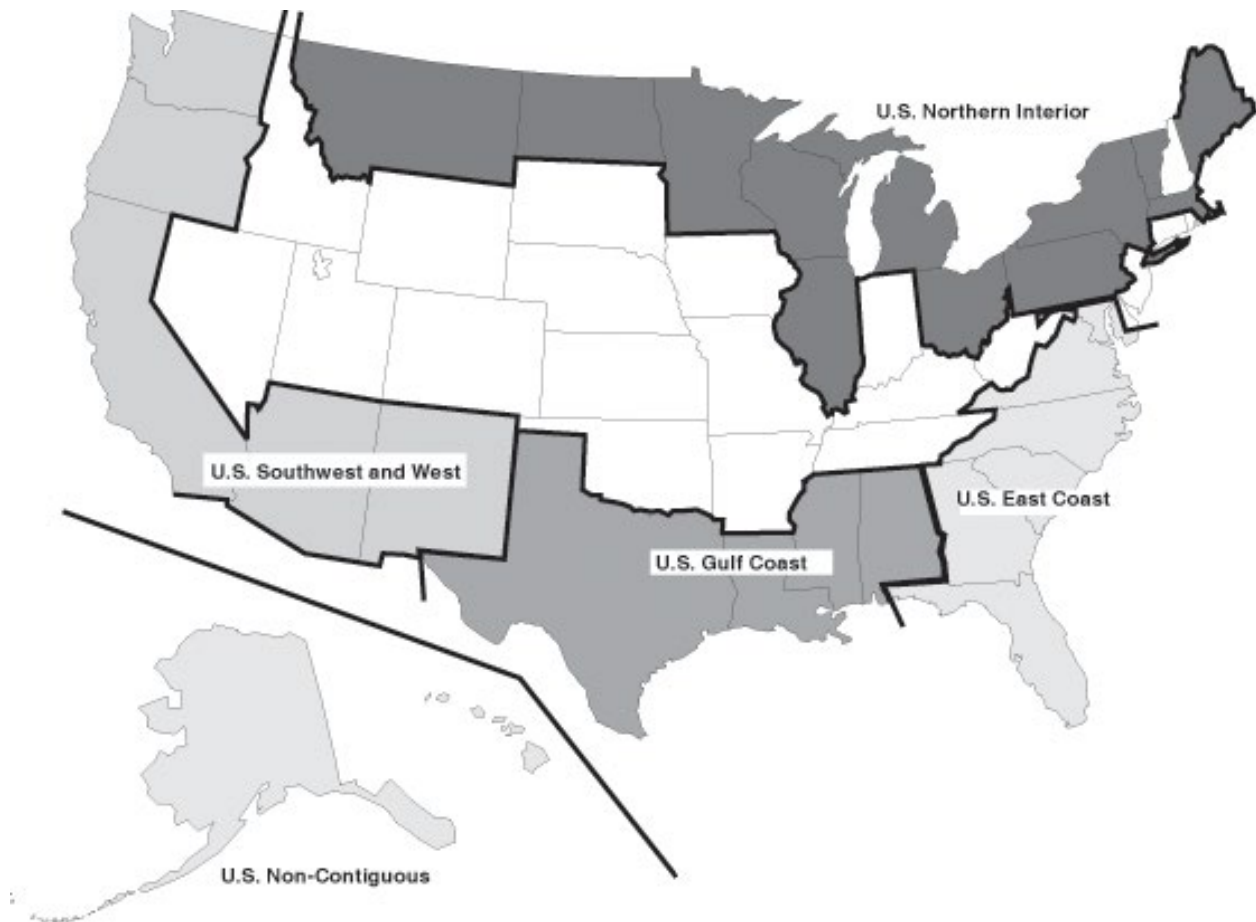 U.S. Northern Interior
U.S. Southwest and West
U.S. East Coast
U.S. Gulf Coast
U.S. Non-Contiguous